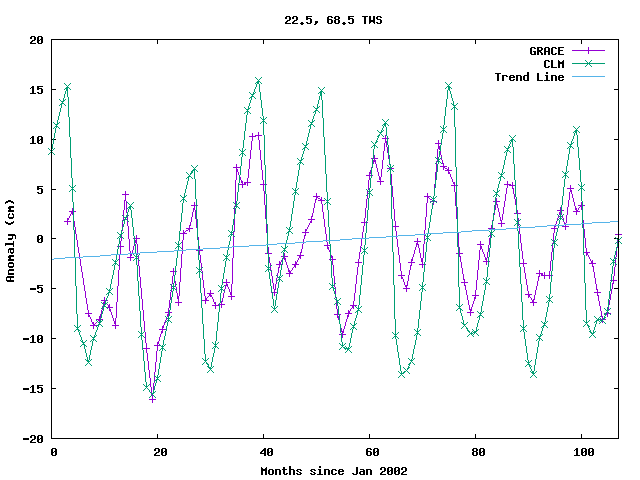 22.5, 68.5 TWS
GRACE
CLM
Trend Line
Anomaly (cm)
20
15
10
5
0
-5
-10
-15
-20
0 20 40 60 80 100
Months since Jan 2002